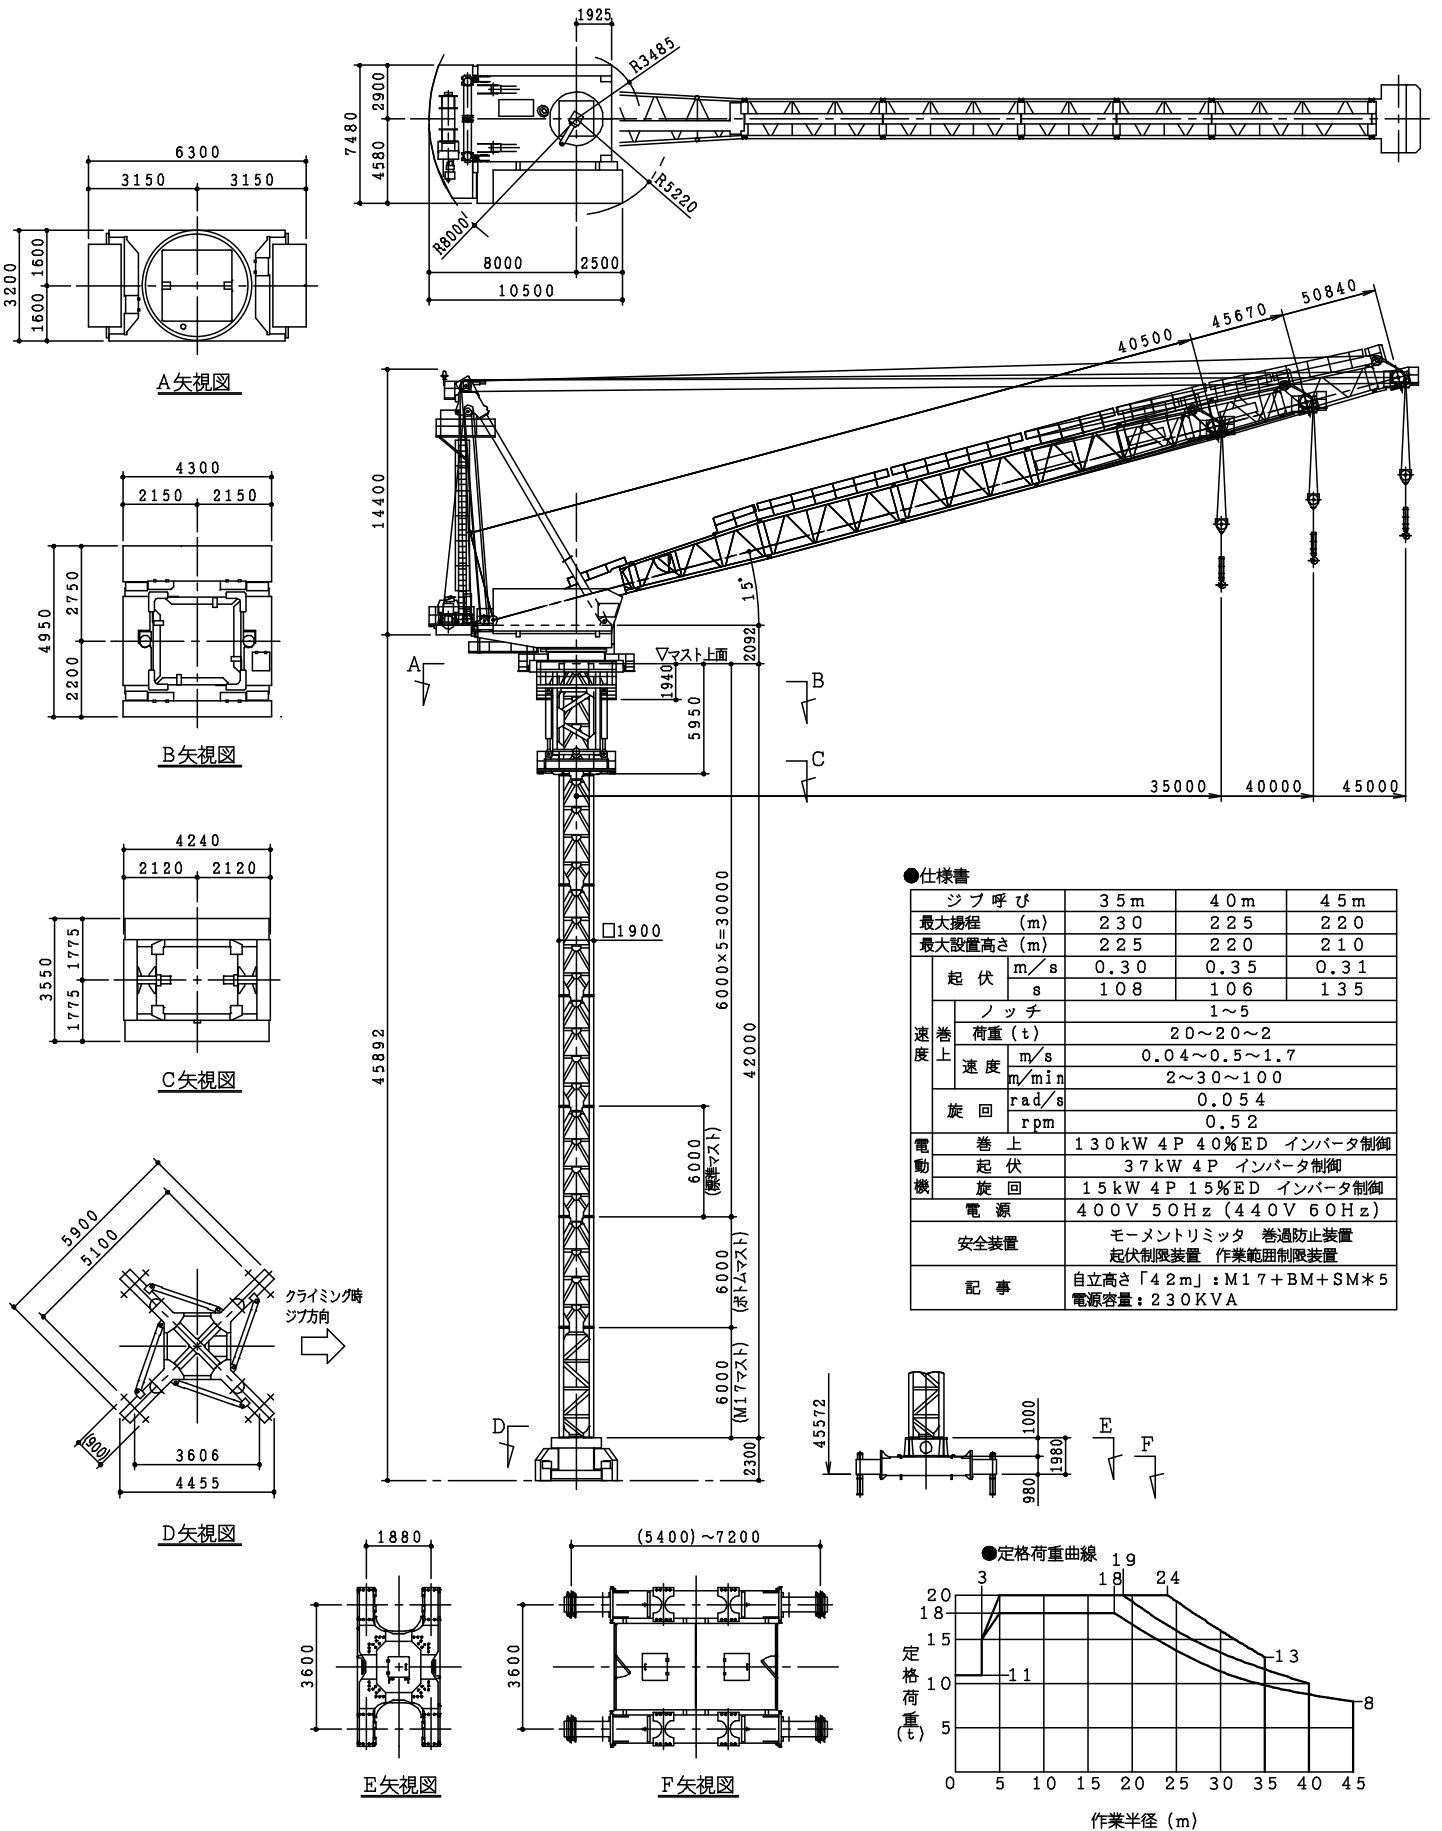 1925
R3485
2900
7480
4580
R5220
R8000
8000
2500
10500
6300
3150
3150
3200
1600
1600
A矢視図
50840
45670
40500
14400
15°
2092
▽マスト上面
1940
5950
A
B
C
35000
40000
45000
4300
2150
2150
4950
2750
2200
B矢視図
4240
2120
2120
3550
1775
1775
C矢視図
□1900
6000×5=30000
42000
45892
6000
(標準マスト)
6000
(ボトムマスト)
6000
(M17マスト)
2300
D
5900
5100
クライミング時
ジブ方向
(900)
3606
4455
D矢視図
45572
1000
1980
980
E
F
●仕様書
ジブ呼び 35m 40m 45m
最大揚程 (m) 230 225 220
最大設置高さ (m) 225 220 210
速度 起伏 m/s 0.30 0.35 0.31
s 108 106 135
巻上 ノッチ 1～5
荷重 (t) 20～20～2
速度 m/s 0.04～0.5～1.7
m/min 2～30～100
旋回 rad/s 0.054
rpm 0.52
電動機 巻上 130kW 4P 40%ED インバータ制御
起伏 37kW 4P インバータ制御
旋回 15kW 4P 15%ED インバータ制御
電源 400V 50Hz (440V 60Hz)
安全装置 モーメントリミッタ 巻過防止装置
起伏制限装置 作業範囲制限装置
記事 自立高さ「42m」:M17+BM+SM*5
電源容量:230KVA
1880
3600
E矢視図
(5400)～7200
3600
F矢視図
●定格荷重曲線
3
18
19
24
20
18
15
10
5
11
13
8
定格荷重(t)
0 5 10 15 20 25 30 35 40 45
作業半径 (m)